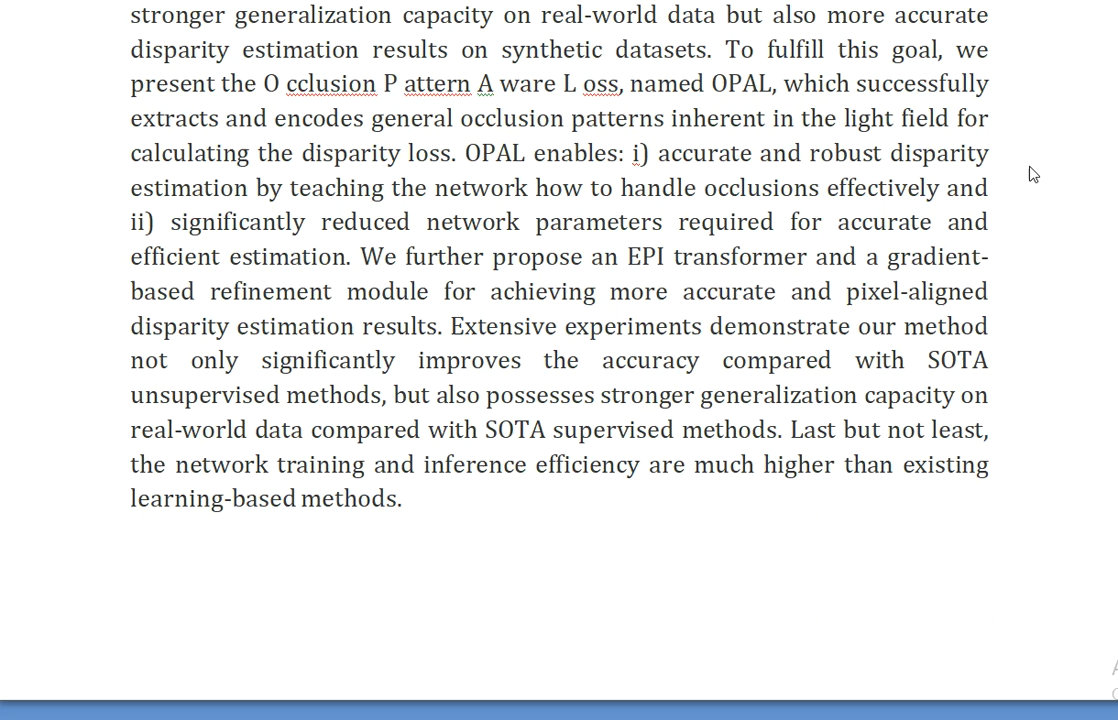 stronger generalization capacity on real-world data but also more accurate
disparity estimation results on synthetic datasets. To fulfill this goal, we
present the O cclusion P attern A ware L oss, named OPAL, which successfully
extracts and encodes general occlusion patterns inherent in the light field for
calculating the disparity loss. OPAL enables: i) accurate and robust disparity
estimation by teaching the network how to handle occlusions effectively and
ii) significantly reduced network parameters required for accurate and
efficient estimation. We further propose an EPI transformer and a gradient-
based refinement module for achieving more accurate and pixel-aligned
disparity estimation results. Extensive experiments demonstrate our method
not only significantly improves the accuracy compared with SOTA
unsupervised methods, but also possesses stronger generalization capacity on
real-world data compared with SOTA supervised methods. Last but not least,
the network training and inference efficiency are much higher than existing
learning-based methods.